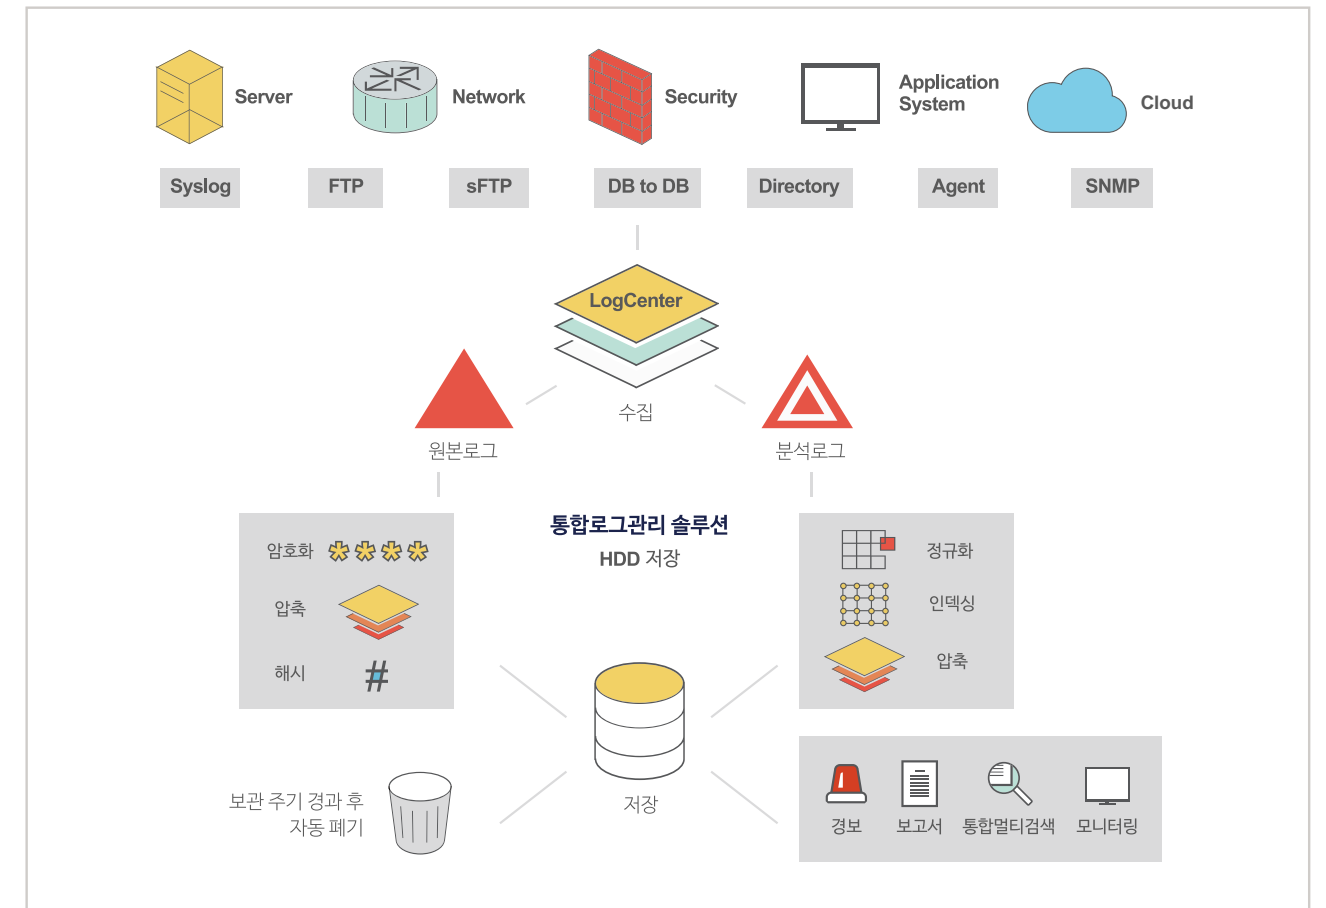 Server
Network
Security
Application
System
Cloud
Syslog
FTP
sFTP
DB to DB
Directory
Agent
SNMP
LogCenter
수집
원본로그
분석로그
통합로그관리 솔루션
HDD 저장
암호화 ****
압축
해시 #
정규화
인덱싱
압축
저장
보관 주기 경과 후
자동 폐기
경보
보고서
통합멀티검색
모니터링